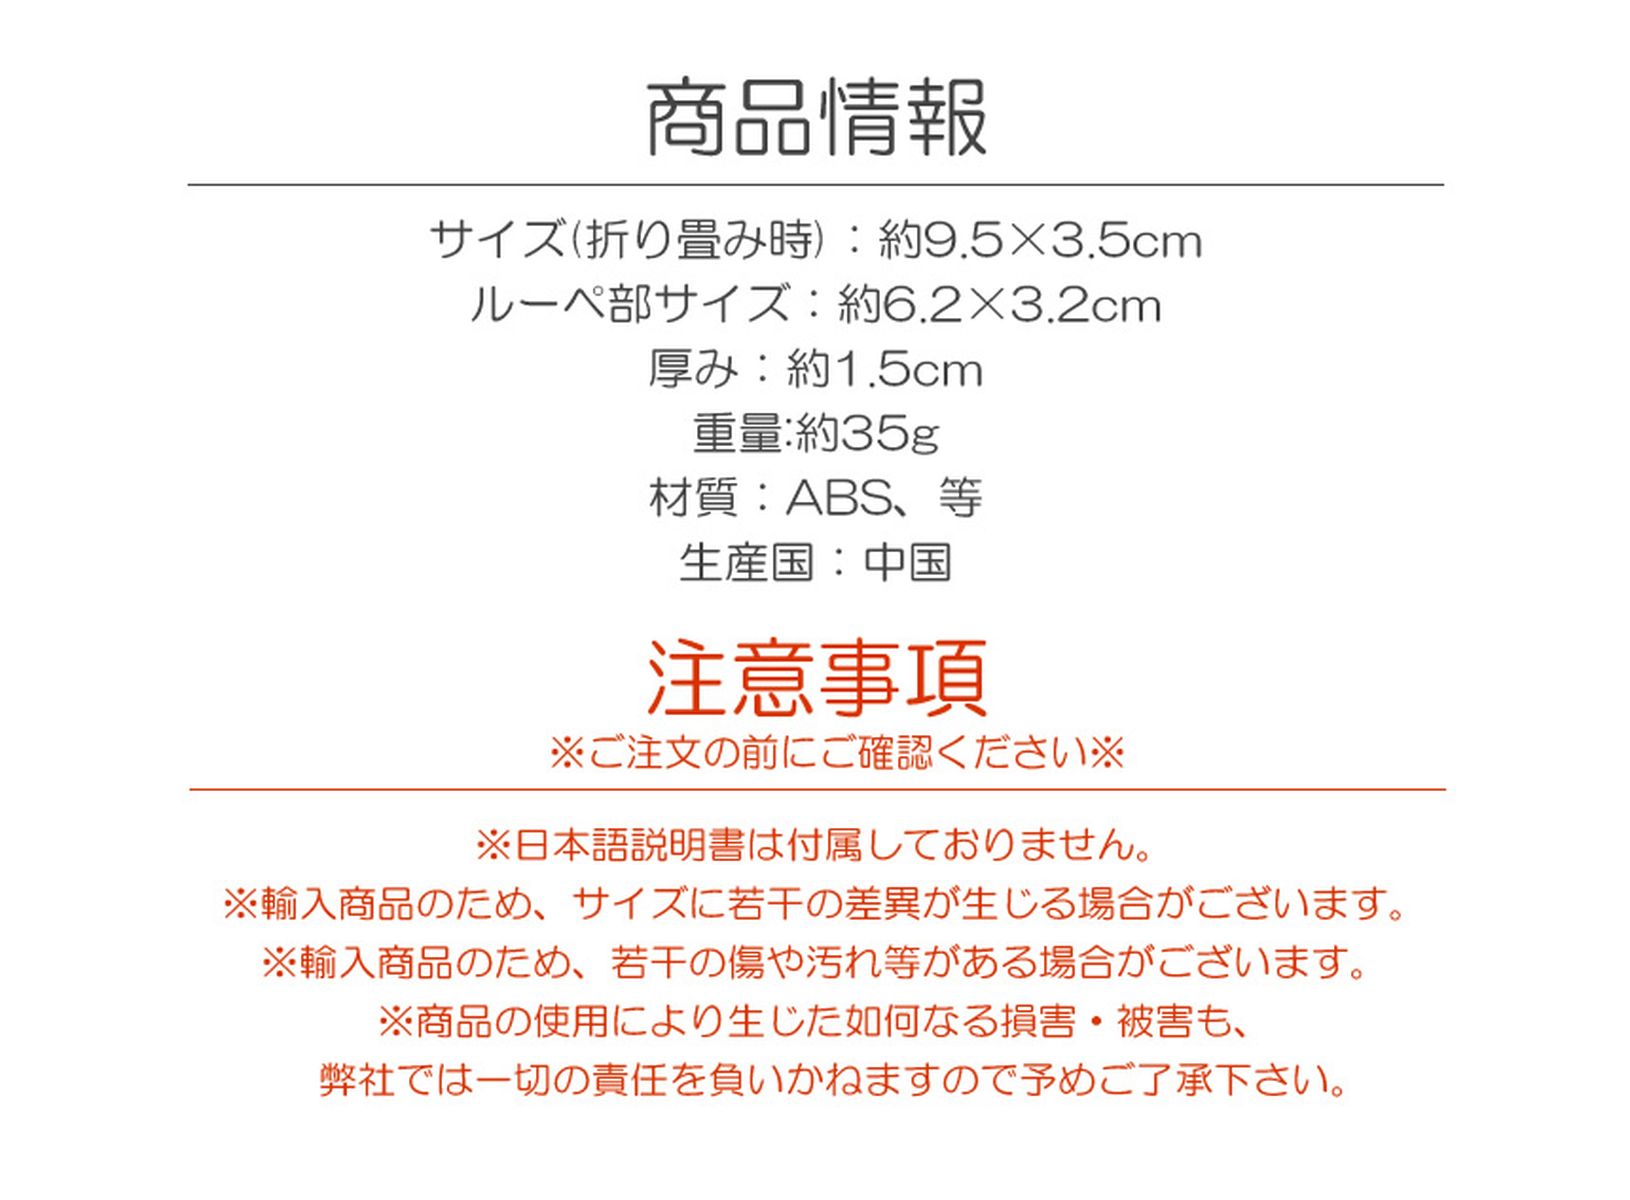 商品情報
サイズ(折り畳み時)：約9.5×3.5cm
ルーペ部サイズ：約6.2×3.2cm
厚み：約1.5cm
重量:約35g
材質：ABS、等
生産国：中国
注意事項
※ご注文の前にご確認ください※
※日本語説明書は付属しておりません。
※輸入商品のため、サイズに若干の差異が生じる場合がございます。
※輸入商品のため、若干の傷や汚れ等がある場合がございます。
※商品の使用により生じた如何なる損害・被害も、
弊社では一切の責任を負いかねますので予めご了承下さい。